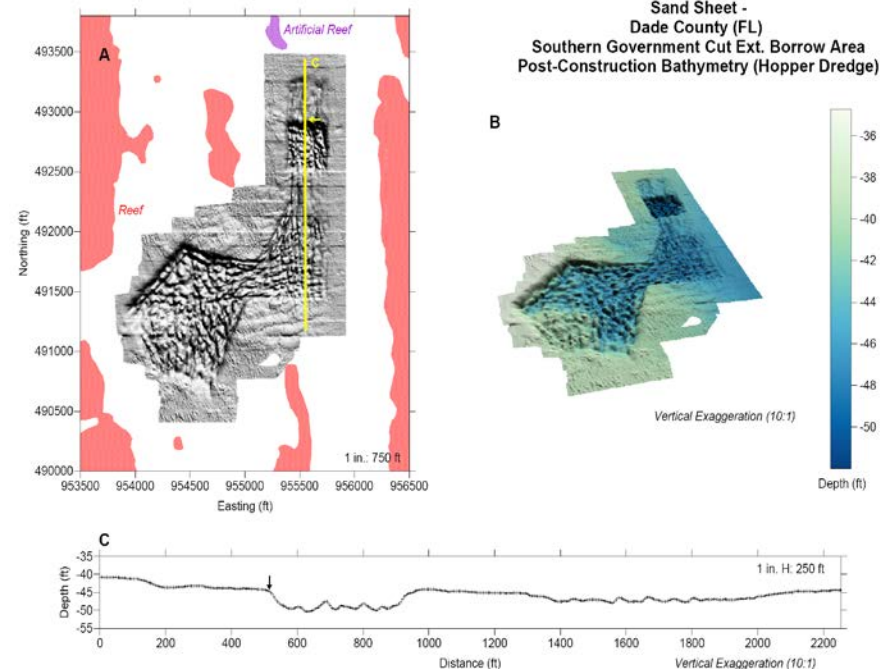 Sand Sheet -
Dade County (FL)
Southern Government Cut Ext. Borrow Area
Post-Construction Bathymetry (Hopper Dredge)
A
Artificial Reef
C
Reef
Northing (ft)
493500
493000
492500
492000
491500
491000
490500
490000
1 in.: 750 ft
953500 954000 954500 955000 955500 956000 956500
Easting (ft)
B
Vertical Exaggeration (10:1)
-36
-38
-40
-42
-44
-46
-48
-50
Depth (ft)
C
Depth (ft)
-35
-40
-45
-50
-55
1 in. H: 250 ft
0 200 400 600 800 1000 1200 1400 1600 1800 2000 2200
Distance (ft)
Vertical Exaggeration (10:1)